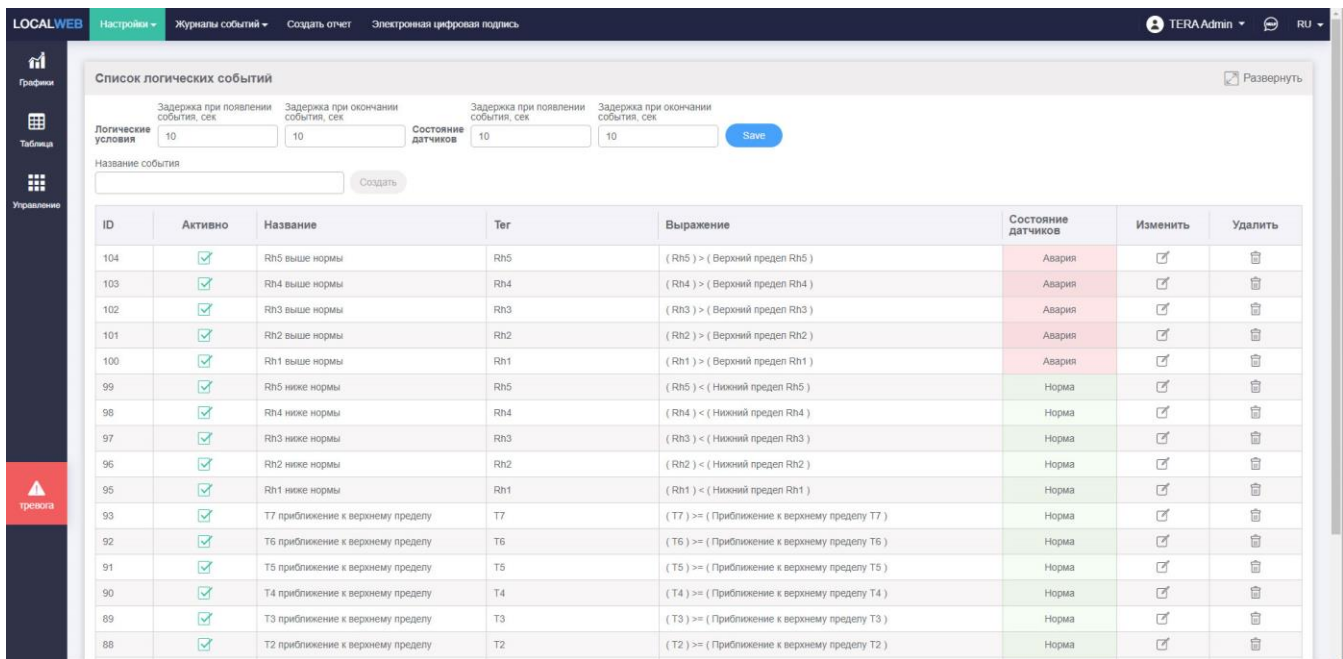 LOCALWEB Настройки Журналы событий Создать отчет Электронная цифровая подпись TERA Admin RU
Графики
Таблица
Управление
тревога
Список логических событий Развернуть
Задержка при появлении события, сек Задержка при окончании события, сек Задержка при появлении события, сек Задержка при окончании события, сек
Логические условия 10 10 Состояние датчиков 10 10 Save
Название события
Создать
ID Активно Название Тег Выражение Состояние датчиков Изменить Удалить
104 Rh5 выше нормы Rh5 ( Rh5 ) > ( Верхний предел Rh5 ) Авария
103 Rh4 выше нормы Rh4 ( Rh4 ) > ( Верхний предел Rh4 ) Авария
102 Rh3 выше нормы Rh3 ( Rh3 ) > ( Верхний предел Rh3 ) Авария
101 Rh2 выше нормы Rh2 ( Rh2 ) > ( Верхний предел Rh2 ) Авария
100 Rh1 выше нормы Rh1 ( Rh1 ) > ( Верхний предел Rh1 ) Авария
99 Rh5 ниже нормы Rh5 ( Rh5 ) < ( Нижний предел Rh5 ) Норма
98 Rh4 ниже нормы Rh4 ( Rh4 ) < ( Нижний предел Rh4 ) Норма
97 Rh3 ниже нормы Rh3 ( Rh3 ) < ( Нижний предел Rh3 ) Норма
96 Rh2 ниже нормы Rh2 ( Rh2 ) < ( Нижний предел Rh2 ) Норма
95 Rh1 ниже нормы Rh1 ( Rh1 ) < ( Нижний предел Rh1 ) Норма
93 T7 приближение к верхнему пределу T7 ( T7 ) >= ( Приближение к верхнему пределу T7 ) Норма
92 T6 приближение к верхнему пределу T6 ( T6 ) >= ( Приближение к верхнему пределу T6 ) Норма
91 T5 приближение к верхнему пределу T5 ( T5 ) >= ( Приближение к верхнему пределу T5 ) Норма
90 T4 приближение к верхнему пределу T4 ( T4 ) >= ( Приближение к верхнему пределу T4 ) Норма
89 T3 приближение к верхнему пределу T3 ( T3 ) >= ( Приближение к верхнему пределу T3 ) Норма
88 T2 приближение к верхнему пределу T2 ( T2 ) >= ( Приближение к верхнему пределу T2 ) Норма